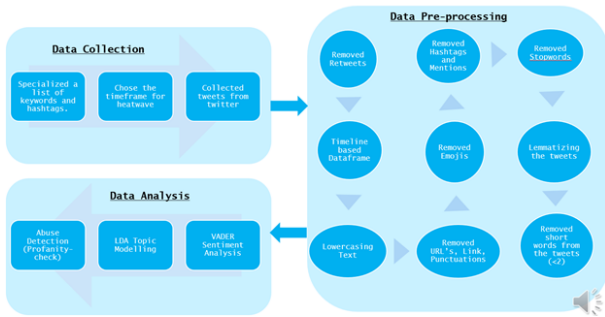 Data Collection
Specialized a
list of
keywords and
hashtags.
Chose the
timeframe for
heatwave
Collected
tweets from
twitter
Data Pre-processing
Removed
Retweets
Timeline
based
Dataframe
Lowercasing
Text
Removed
URL's, Link,
Punctuations
Removed
Emojis
Removed
Hashtags
and
Mentions
Removed
Stopwords
Lemmatizing
the tweets
Removed
short
words from
the tweets
(<2)
Data Analysis
VADER
Sentiment
Analysis
LDA Topic
Modelling
Abuse
Detection
(Profanity-
check)